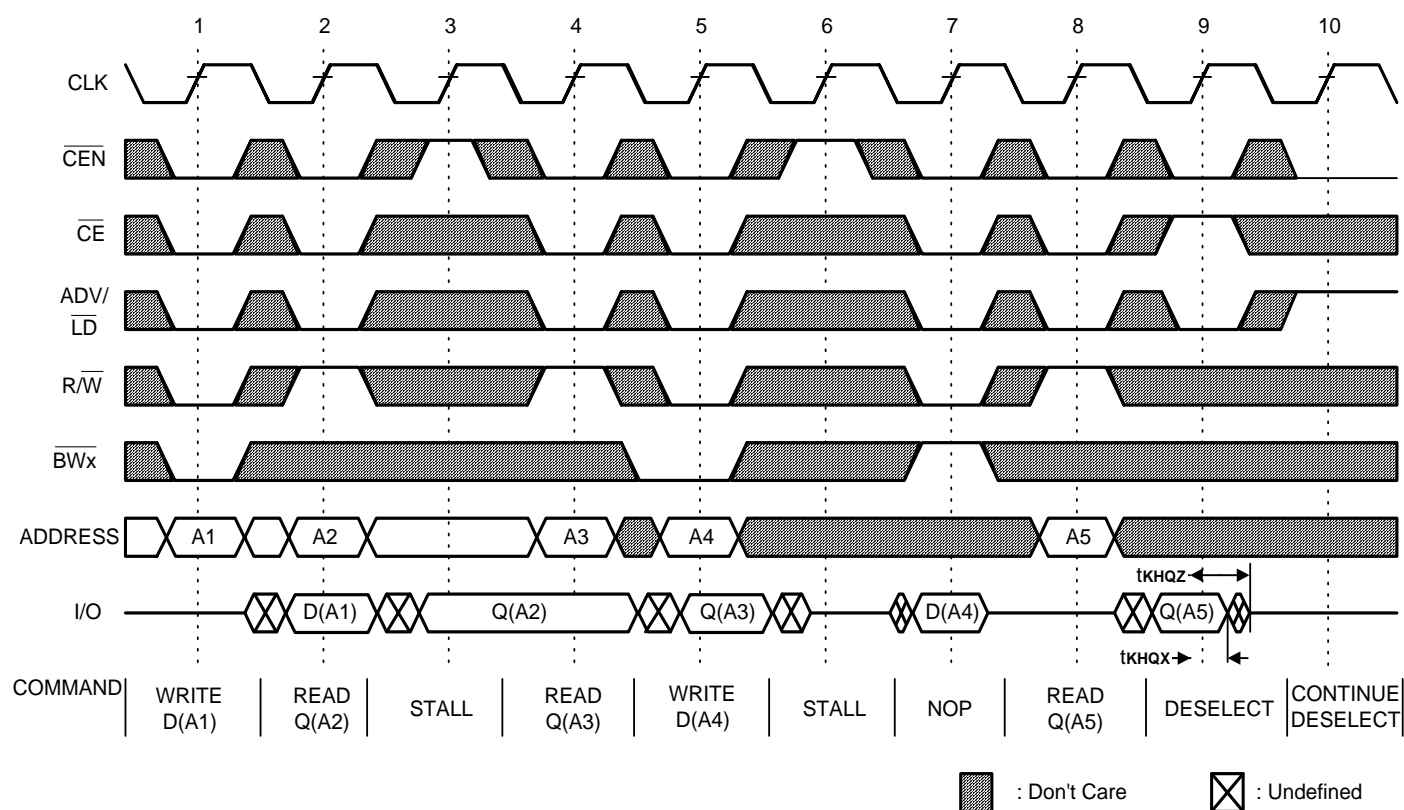 1 2 3 4 5 6 7 8 9 10
CLK
CEN
CE
ADV/
LD
R/W
BWx
ADDRESS A1 A2 A3 A4 A5
tKHQZ
I/O D(A1) Q(A2) Q(A3) D(A4) Q(A5)
tKHQX
COMMAND
WRITE D(A1)
READ Q(A2)
STALL
READ Q(A3)
WRITE D(A4)
STALL
NOP
READ Q(A5)
DESELECT
CONTINUE DESELECT
: Don't Care : Undefined